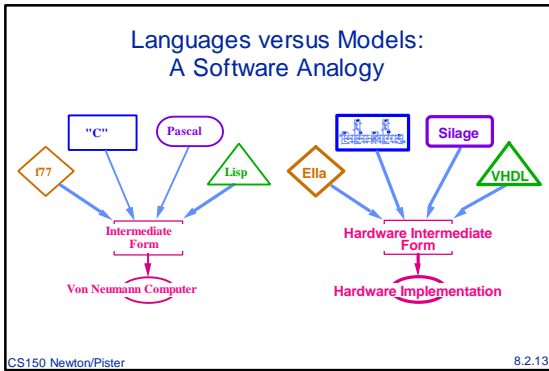 Languages versus Models:
A Software Analogy
"C"
Pascal
f77
Lisp
Intermediate
Form
Von Neumann Computer
Silage
Ella
VHDL
Hardware Intermediate
Form
Hardware Implementation
CS150 Newton/Pister
8.2.13